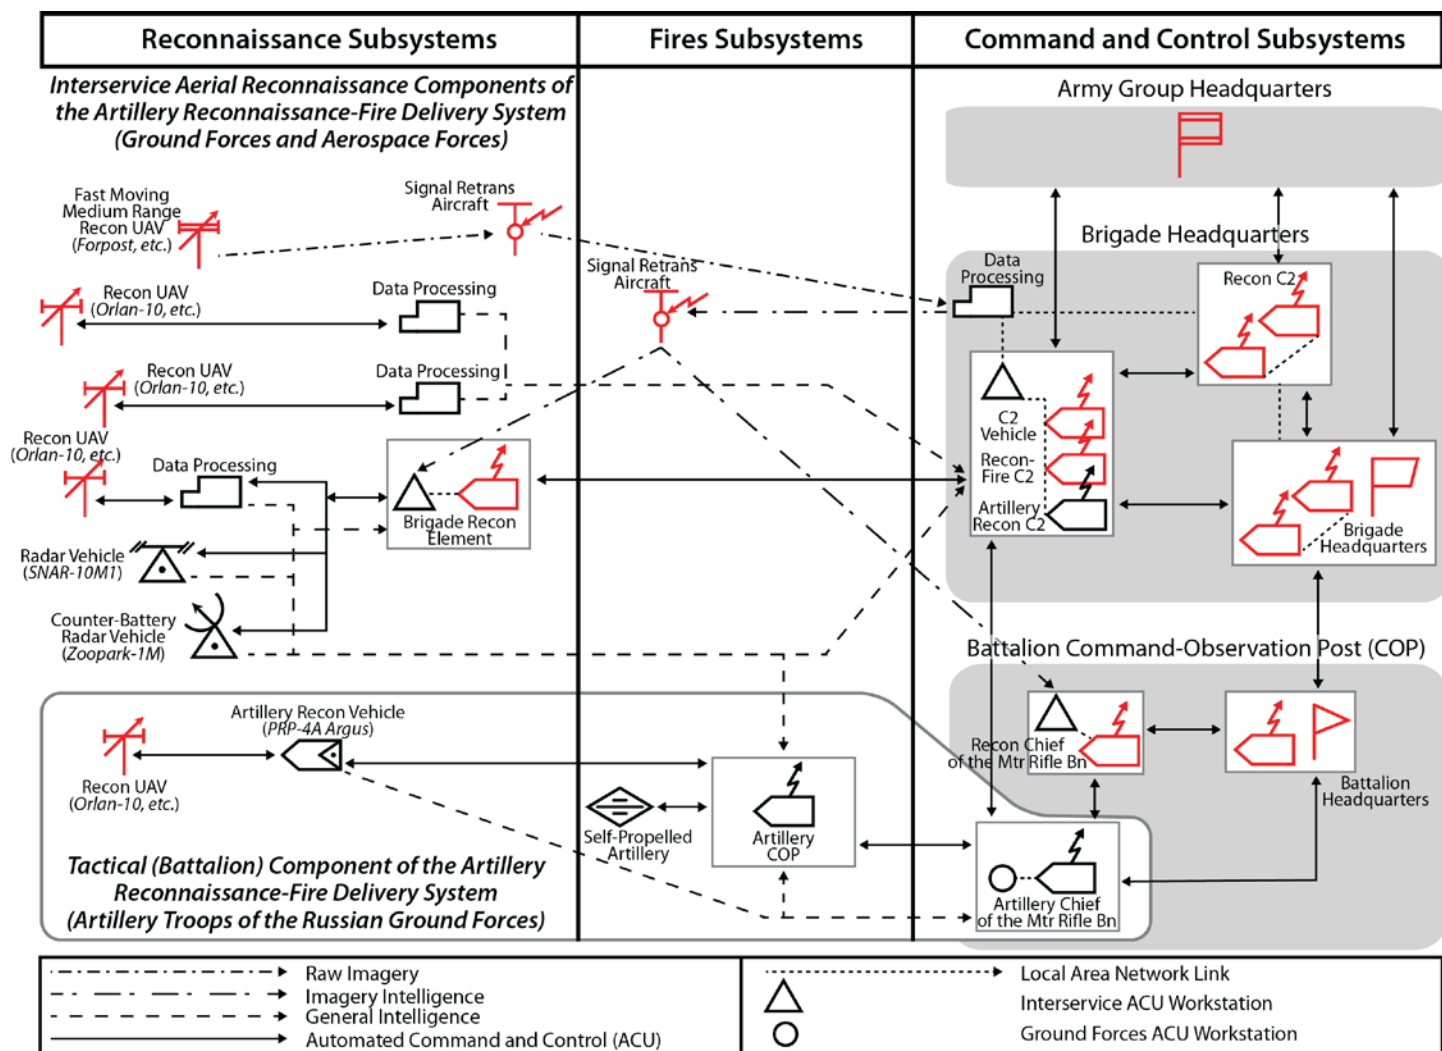 Reconnaissance Subsystems
Fires Subsystems
Command and Control Subsystems
Interservice Aerial Reconnaissance Components of
the Artillery Reconnaissance-Fire Delivery System
(Ground Forces and Aerospace Forces)
Army Group Headquarters
Fast Moving
Medium Range
Recon UAV
(Forpost, etc.)
Signal Retrans
Aircraft
Signal Retrans
Aircraft
Brigade Headquarters
Data
Processing
Recon C2
Recon UAV
(Orlan-10, etc.)
Data Processing
Recon UAV
(Orlan-10, etc.)
Data Processing
C2
Vehicle
Recon-
Fire C2
Artillery
Recon C2
Brigade
Headquarters
Recon UAV
(Orlan-10, etc.)
Data Processing
Brigade Recon
Element
Radar Vehicle
(SNAR-10M1)
Counter-Battery
Radar Vehicle
(Zoopark-1M)
Battalion Command-Observation Post (COP)
Recon Chief
of the Mtr Rifle Bn
Battalion
Headquarters
Artillery Recon Vehicle
(PRP-4A Argus)
Recon UAV
(Orlan-10, etc.)
Self-Propelled
Artillery
Artillery
COP
Artillery Chief
of the Mtr Rifle Bn
Tactical (Battalion) Component of the Artillery
Reconnaissance-Fire Delivery System
(Artillery Troops of the Russian Ground Forces)
Raw Imagery
Imagery Intelligence
General Intelligence
Automated Command and Control (ACU)
Local Area Network Link
Interservice ACU Workstation
Ground Forces ACU Workstation